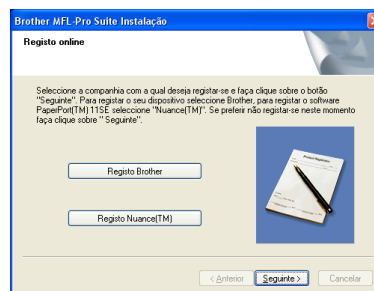 Brother MFL-Pro Suite Instalação
Registo online
Seleccione a companhia com a qual deseja registar-se e faça clique sobre o botão
"Seguinte". Para registar o seu dispositivo seleccione Brother, para registar o software
PaperPort(TM) 11SE seleccione "Nuance(TM)". Se preferir não registar-se neste momento
faça clique sobre " Seguinte".
Registo Brother
Registo Nuance(TM)
< Anterior
Seguinte >
Cancelar